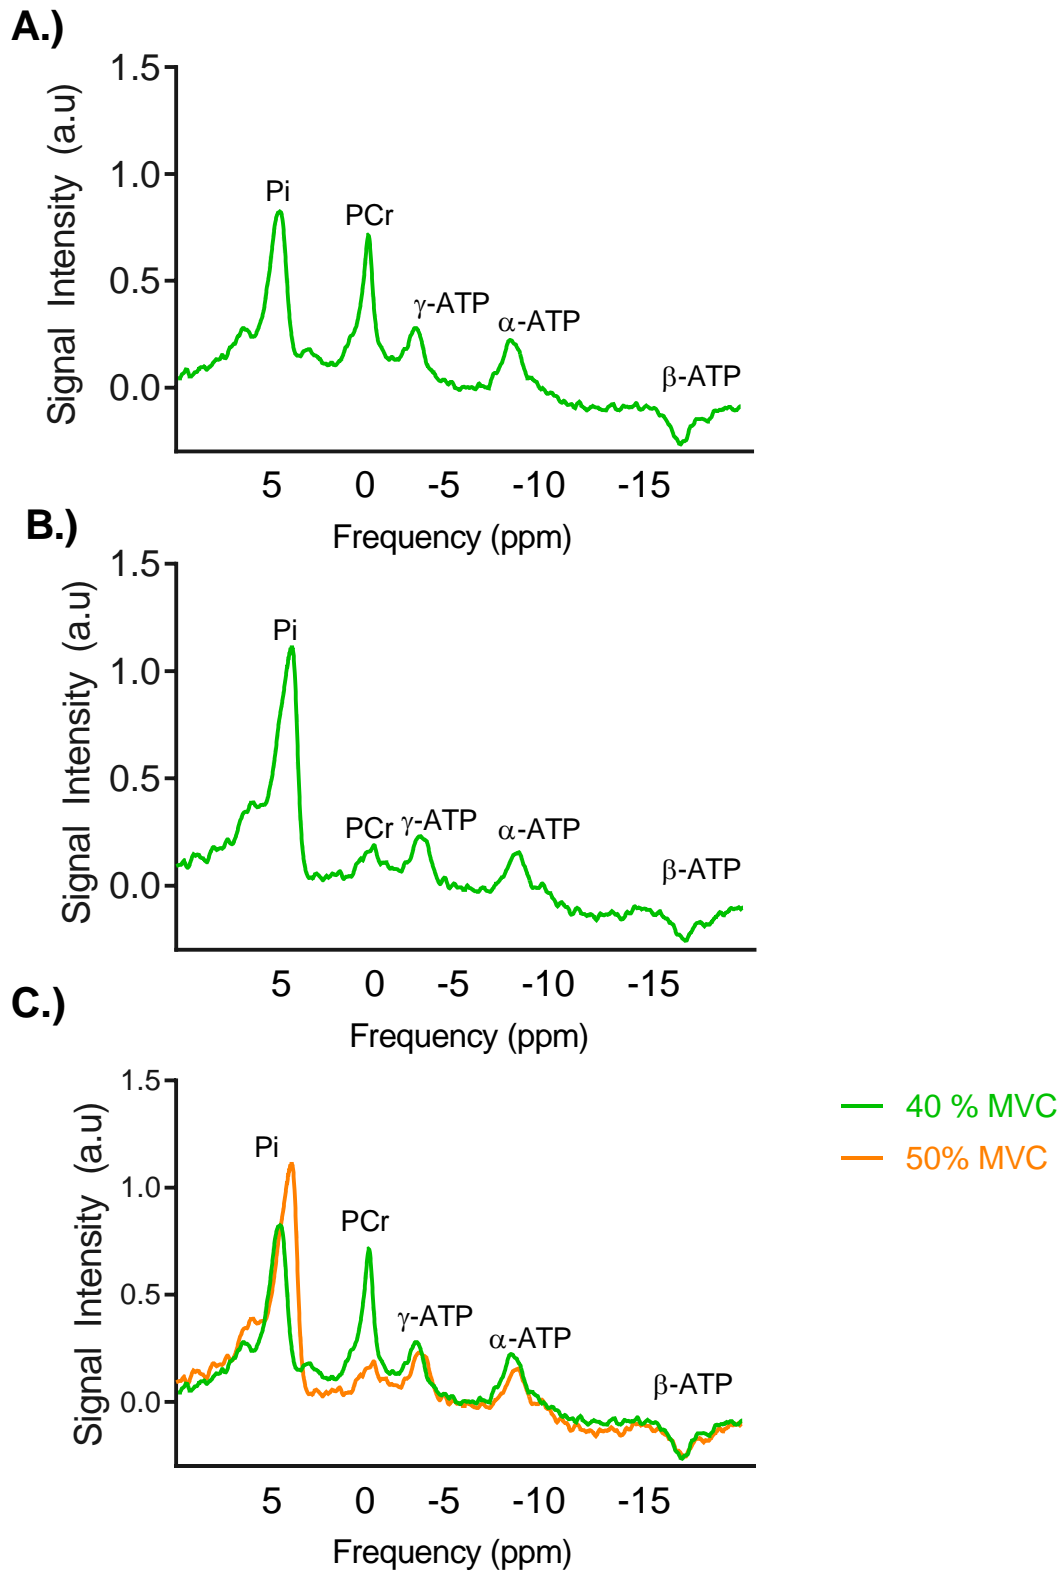 A.)
1.5
1.0
0.5
0.0
Signal Intensity (a.u)
Pi
PCr
γ-ATP
α-ATP
β-ATP
5 0 -5 -10 -15
Frequency (ppm)
B.)
1.5
1.0
0.5
0.0
Signal Intensity (a.u)
Pi
PCr γ-ATP
α-ATP
β-ATP
5 0 -5 -10 -15
Frequency (ppm)
C.)
1.5
1.0
0.5
0.0
Signal Intensity (a.u)
Pi
PCr
γ-ATP
α-ATP
β-ATP
5 0 -5 -10 -15
Frequency (ppm)
40 % MVC
50% MVC